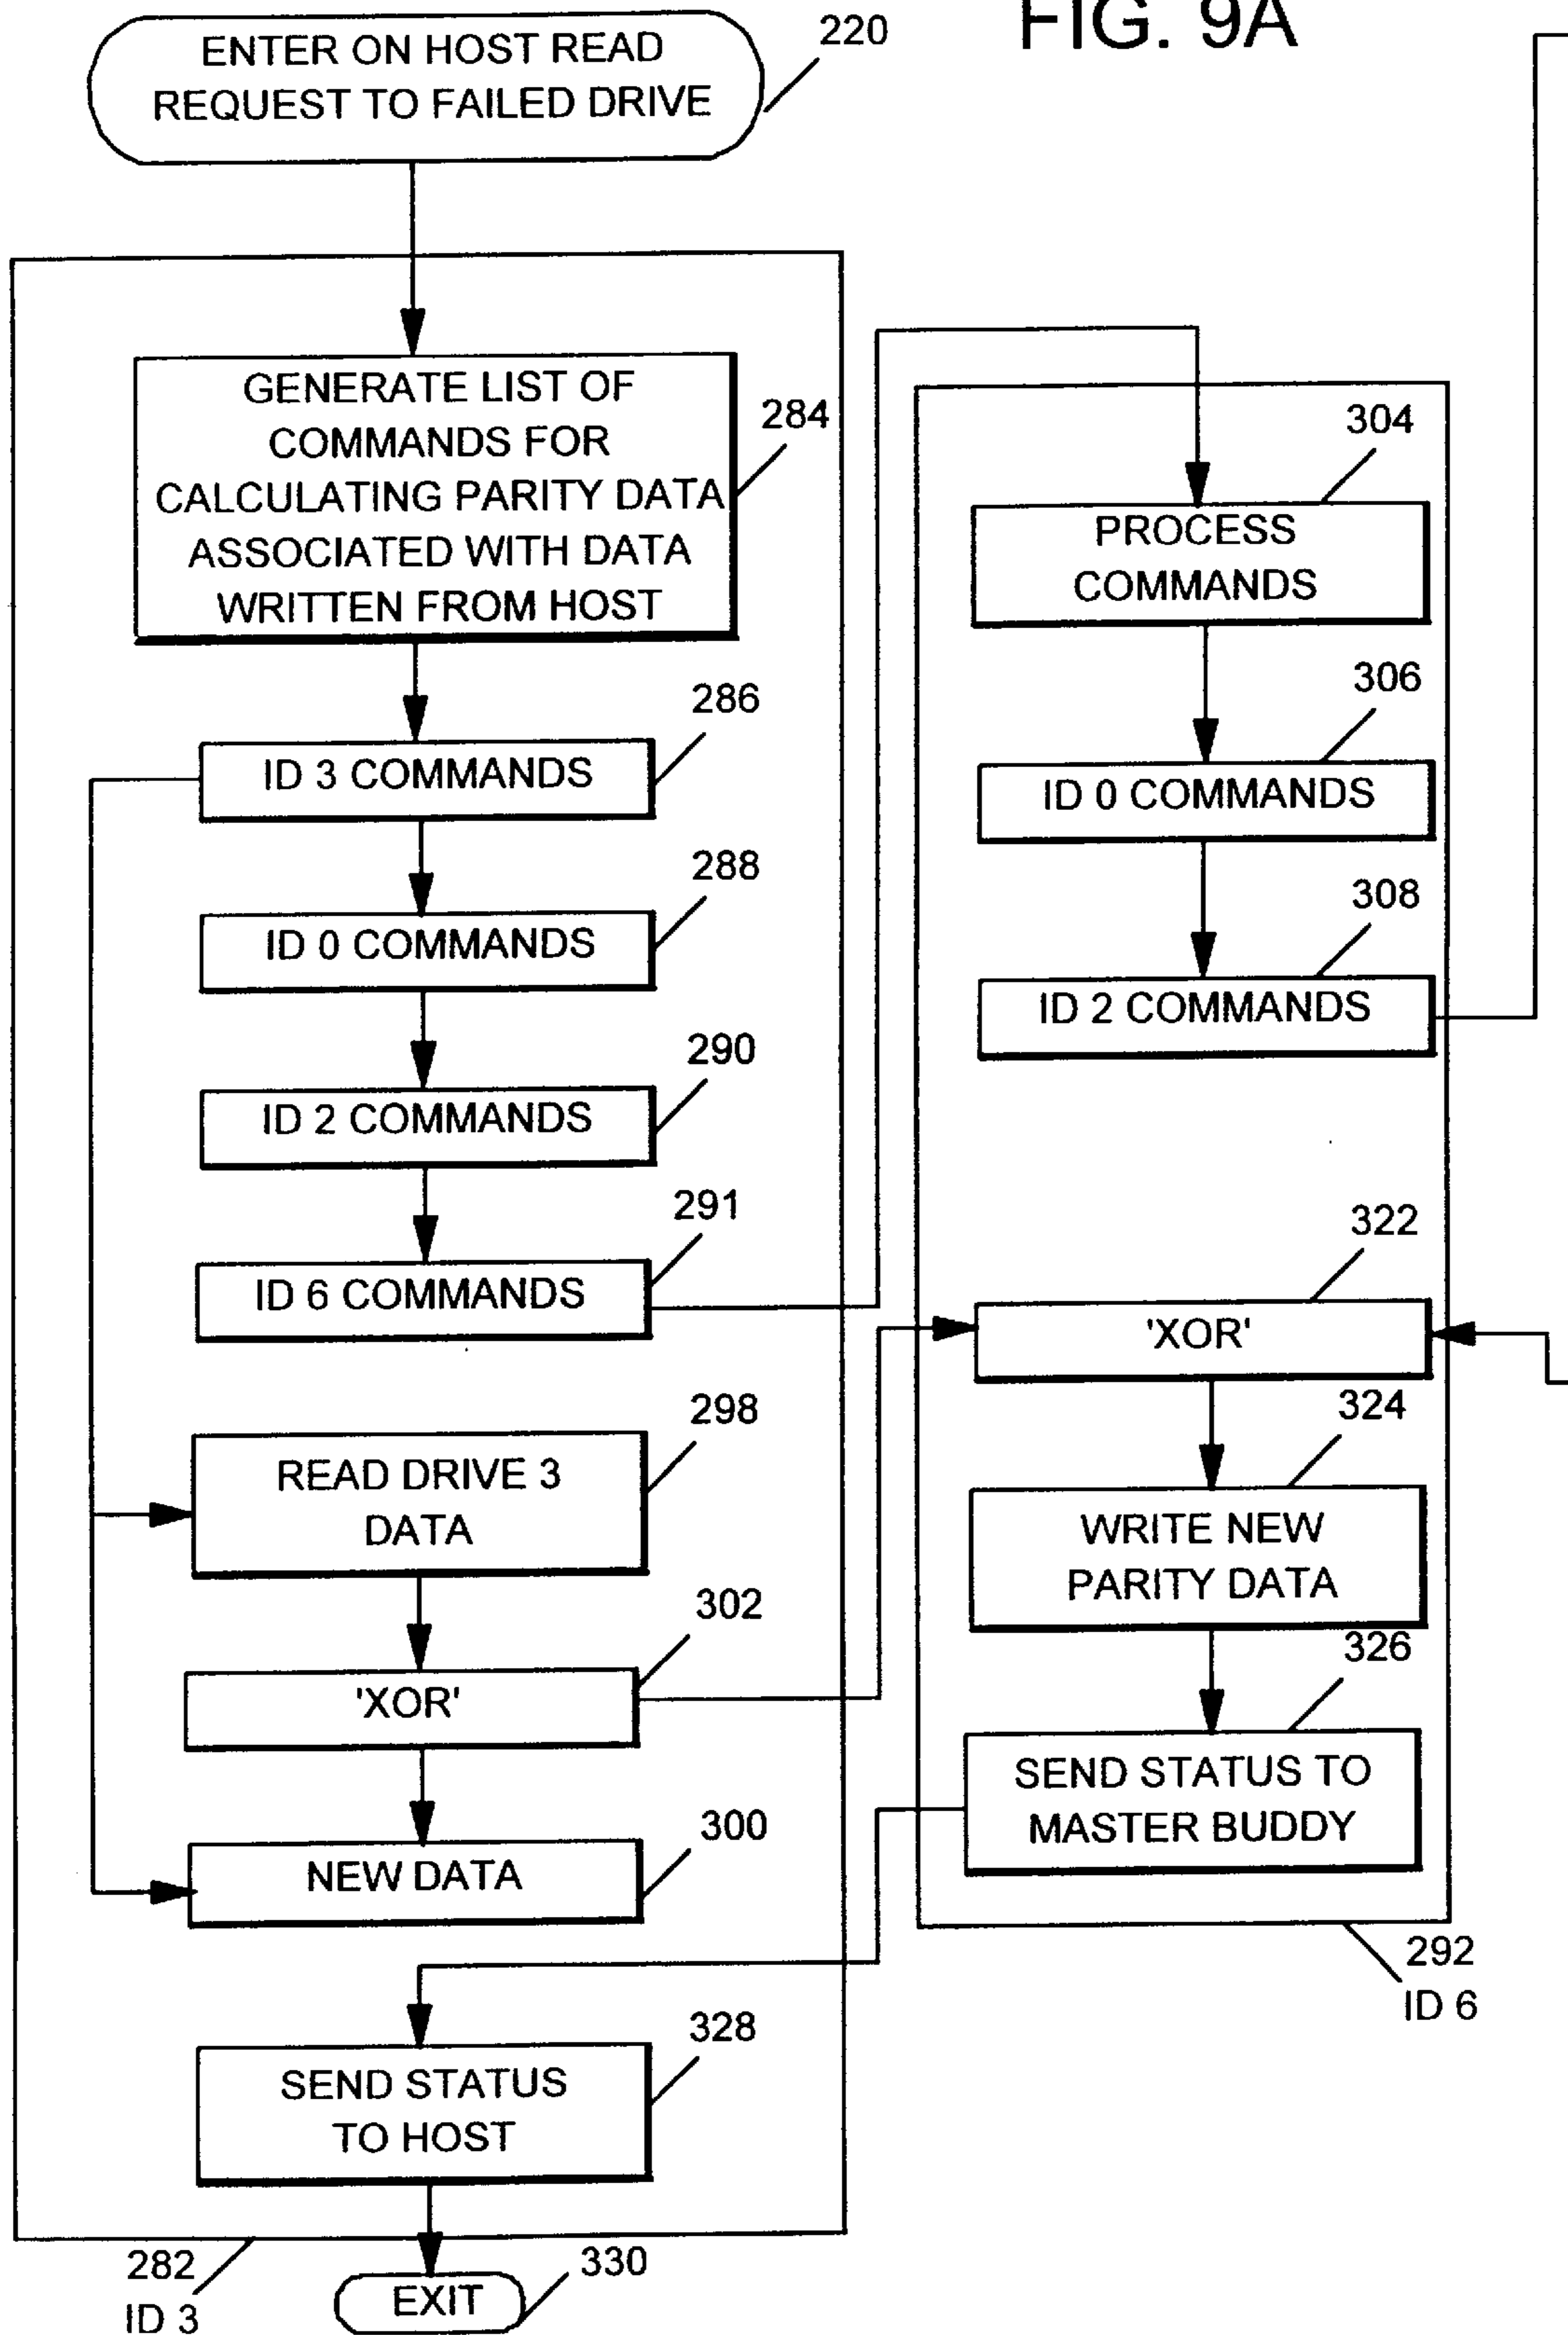 FIG. 9A
ENTER ON HOST READ
REQUEST TO FAILED DRIVE
220
GENERATE LIST OF
COMMANDS FOR
CALCULATING PARITY DATA
ASSOCIATED WITH DATA
WRITTEN FROM HOST
284
286
ID 3 COMMANDS
288
ID 0 COMMANDS
290
ID 2 COMMANDS
291
ID 6 COMMANDS
298
READ DRIVE 3
DATA
302
'XOR'
300
NEW DATA
328
SEND STATUS
TO HOST
282
ID 3
330
EXIT
304
PROCESS
COMMANDS
306
ID 0 COMMANDS
308
ID 2 COMMANDS
322
'XOR'
324
WRITE NEW
PARITY DATA
326
SEND STATUS TO
MASTER BUDDY
292
ID 6